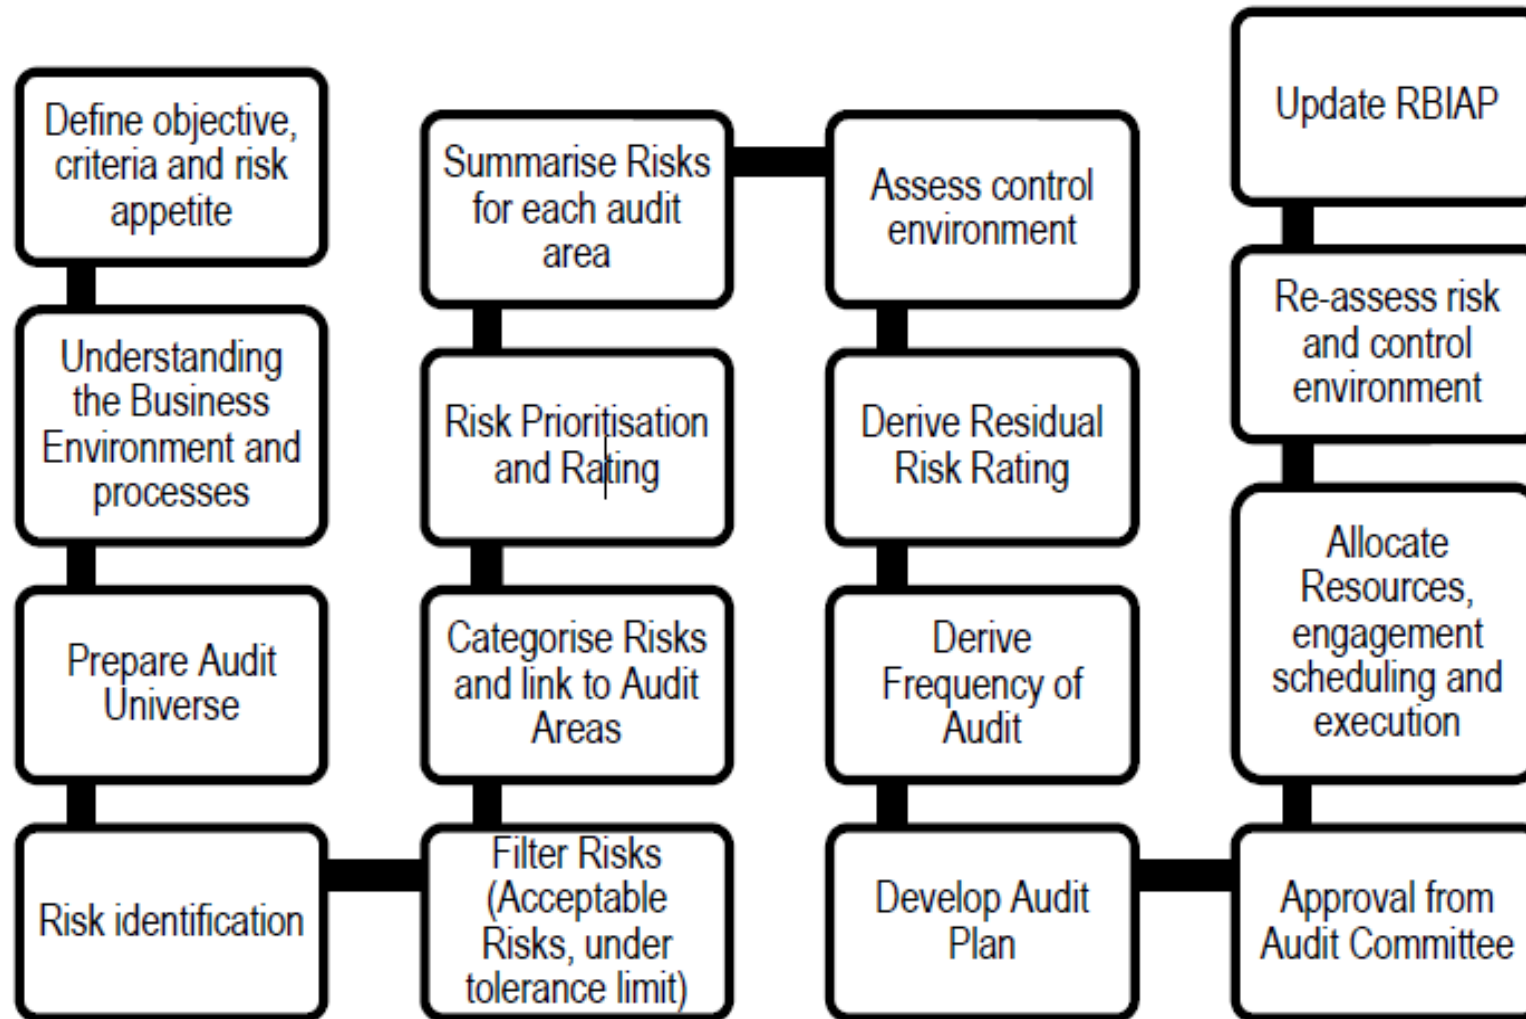 Define objective,
criteria and risk
appetite
Understanding
the Business
Environment and
processes
Prepare Audit
Universe
Risk identification
Filter Risks
(Acceptable
Risks, under
tolerance limit)
Categorise Risks
and link to Audit
Areas
Risk Prioritisation
and Rating
Summarise Risks
for each audit
area
Assess control
environment
Derive Residual
Risk Rating
Derive
Frequency of
Audit
Develop Audit
Plan
Approval from
Audit Committee
Allocate
Resources,
engagement
scheduling and
execution
Re-assess risk
and control
environment
Update RBIAP